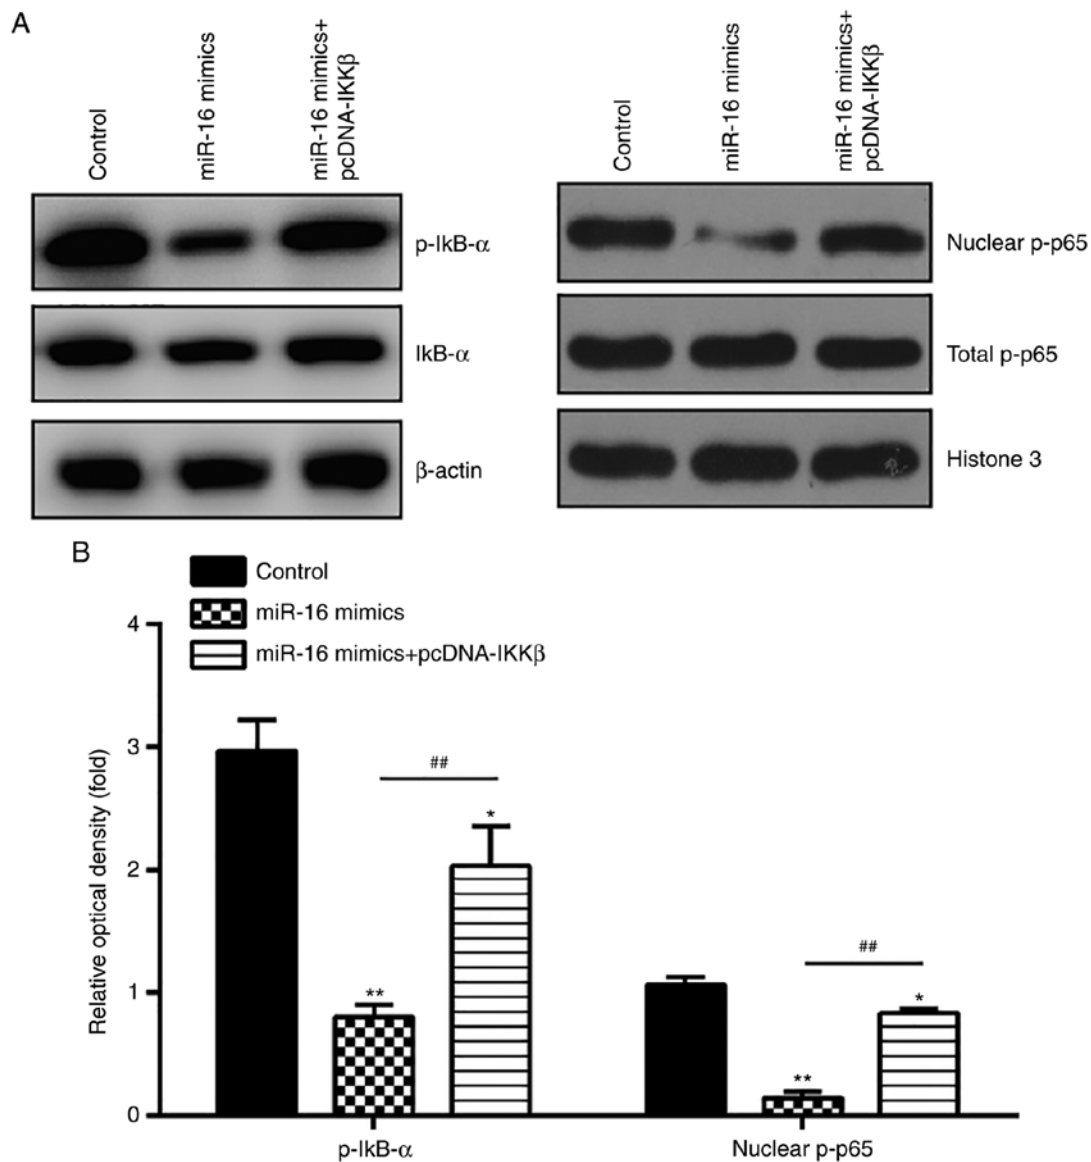 A
Control
miR-16 mimics
miR-16 mimics+
pcDNA-IKKβ
p-IkB-α
IkB-α
β-actin
Control
miR-16 mimics
miR-16 mimics+
pcDNA-IKKβ
Nuclear p-p65
Total p-p65
Histone 3
B
Control
miR-16 mimics
miR-16 mimics+pcDNA-IKKβ
Relative optical density (fold)
4
3
2
1
0
**
##
*
**
##
*
p-IkB-α
Nuclear p-p65